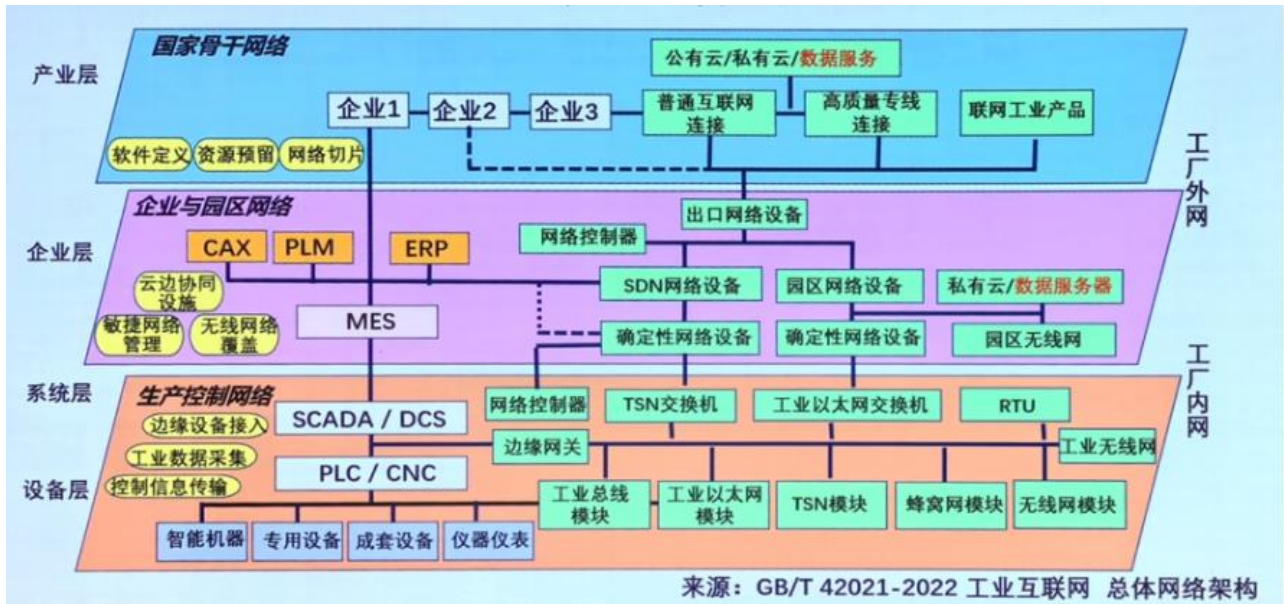 国家骨干网络
产业层
公有云/私有云/数据服务
企业1
企业2
企业3
普通互联网
连接
高质量专线
连接
联网工业产品
软件定义
资源预留
网络切片
工厂外网
企业与园区网络
出口网络设备
网络控制器
企业层
CAX
PLM
ERP
云边协同
设施
SDN网络设备
园区网络设备
私有云/数据服务器
敏捷网络
管理
无线网络
覆盖
MES
确定性网络设备
确定性网络设备
园区无线网
工厂内网
系统层
生产控制网络
边缘设备接入
SCADA / DCS
网络控制器
TSN交换机
工业以太网交换机
RTU
工业数据采集
边缘网关
工业无线网
设备层
控制信息传输
PLC / CNC
工业总线
模块
工业以太网
模块
TSN模块
蜂窝网模块
无线网模块
智能机器
专用设备
成套设备
仪器仪表
来源：GB/T 42021-2022 工业互联网 总体网络架构